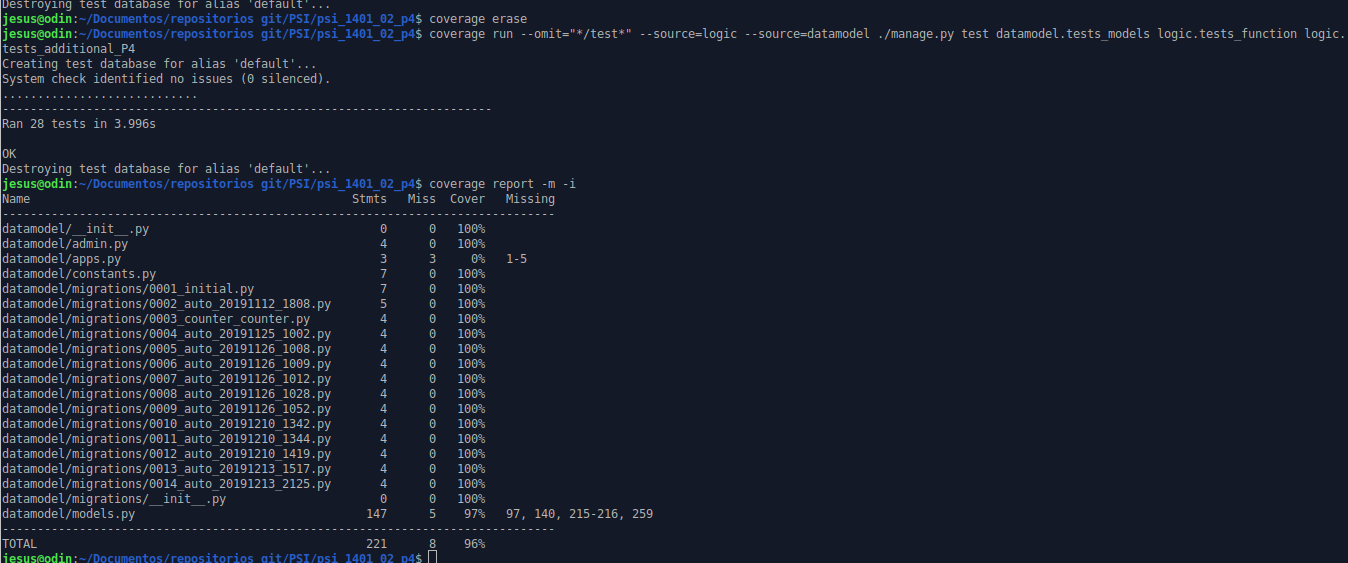 Destroying test database for alias 'default'...
jesus@odin:~/Documentos/repositorios git/PSI/psi_1401_02_p4$ coverage erase
jesus@odin:~/Documentos/repositorios git/PSI/psi_1401_02_p4$ coverage run --omit="*/test*" --source=logic --source=datamodel ./manage.py test datamodel.tests_models logic.tests_function logic.
tests_additional_P4
Creating test database for alias 'default'...
System check identified no issues (0 silenced).
............................
----------------------------------------------------------------------
Ran 28 tests in 3.996s
OK
Destroying test database for alias 'default'...
jesus@odin:~/Documentos/repositorios git/PSI/psi_1401_02_p4$ coverage report -m -i
Name                                              Stmts   Miss  Cover   Missing
-------------------------------------------------------------------------------
datamodel/__init__.py                                 0      0   100%
datamodel/admin.py                                    4      0   100%
datamodel/apps.py                                     3      3     0%   1-5
datamodel/constants.py                                7      0   100%
datamodel/migrations/0001_initial.py                  7      0   100%
datamodel/migrations/0002_auto_20191112_1808.py       5      0   100%
datamodel/migrations/0003_counter_counter.py          4      0   100%
datamodel/migrations/0004_auto_20191125_1002.py       4      0   100%
datamodel/migrations/0005_auto_20191126_1008.py       4      0   100%
datamodel/migrations/0006_auto_20191126_1009.py       4      0   100%
datamodel/migrations/0007_auto_20191126_1012.py       4      0   100%
datamodel/migrations/0008_auto_20191126_1028.py       4      0   100%
datamodel/migrations/0009_auto_20191126_1052.py       4      0   100%
datamodel/migrations/0010_auto_20191210_1342.py       4      0   100%
datamodel/migrations/0011_auto_20191210_1344.py       4      0   100%
datamodel/migrations/0012_auto_20191210_1419.py       4      0   100%
datamodel/migrations/0013_auto_20191213_1517.py       4      0   100%
datamodel/migrations/0014_auto_20191213_2125.py       4      0   100%
datamodel/migrations/__init__.py                      0      0   100%
datamodel/models.py                                 147      5    97%   97, 140, 215-216, 259
-------------------------------------------------------------------------------
TOTAL                                               221      8    96%
jesus@odin:~/Documentos/repositorios git/PSI/psi_1401_02_p4$